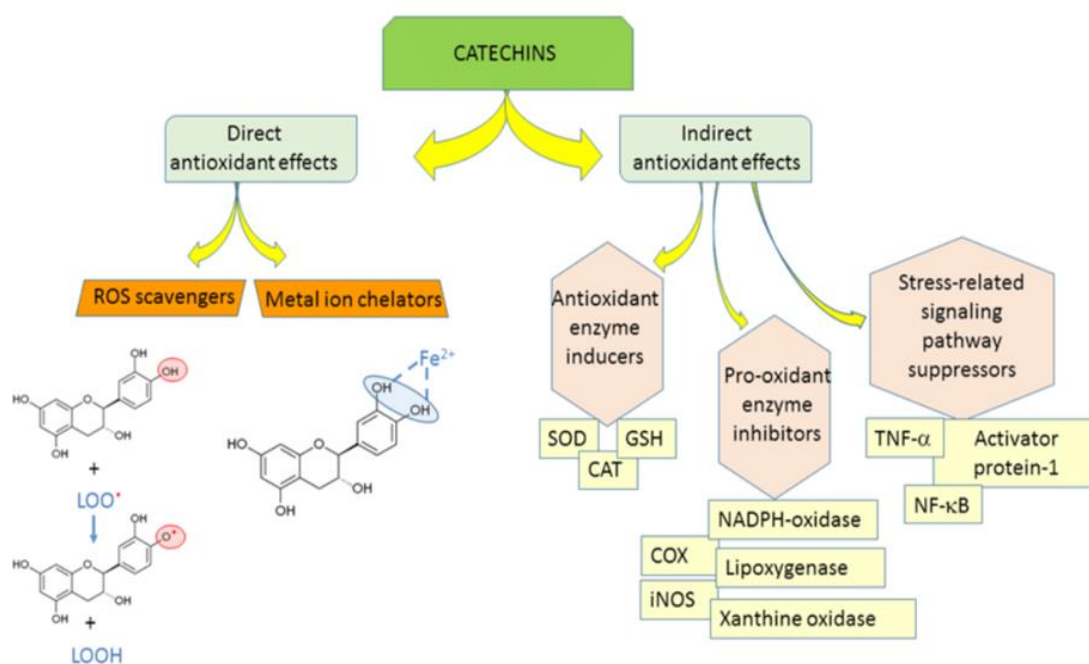 CATECHINS
Direct
antioxidant effects
Indirect
antioxidant effects
ROS scavengers
Metal ion chelators
Antioxidant
enzyme
inducers
Pro-oxidant
enzyme
inhibitors
Stress-related
signaling
pathway
suppressors
SOD
GSH
CAT
NADPH-oxidase
COX
Lipoxygenase
iNOS
Xanthine oxidase
TNF-α
Activator
protein-1
NF-κB
OH
OH
HO
O
OH
OH
+
LOO•
OH
O•
HO
O
OH
OH
+
LOOH
Fe²⁺
OH
OH
HO
O
OH
OH